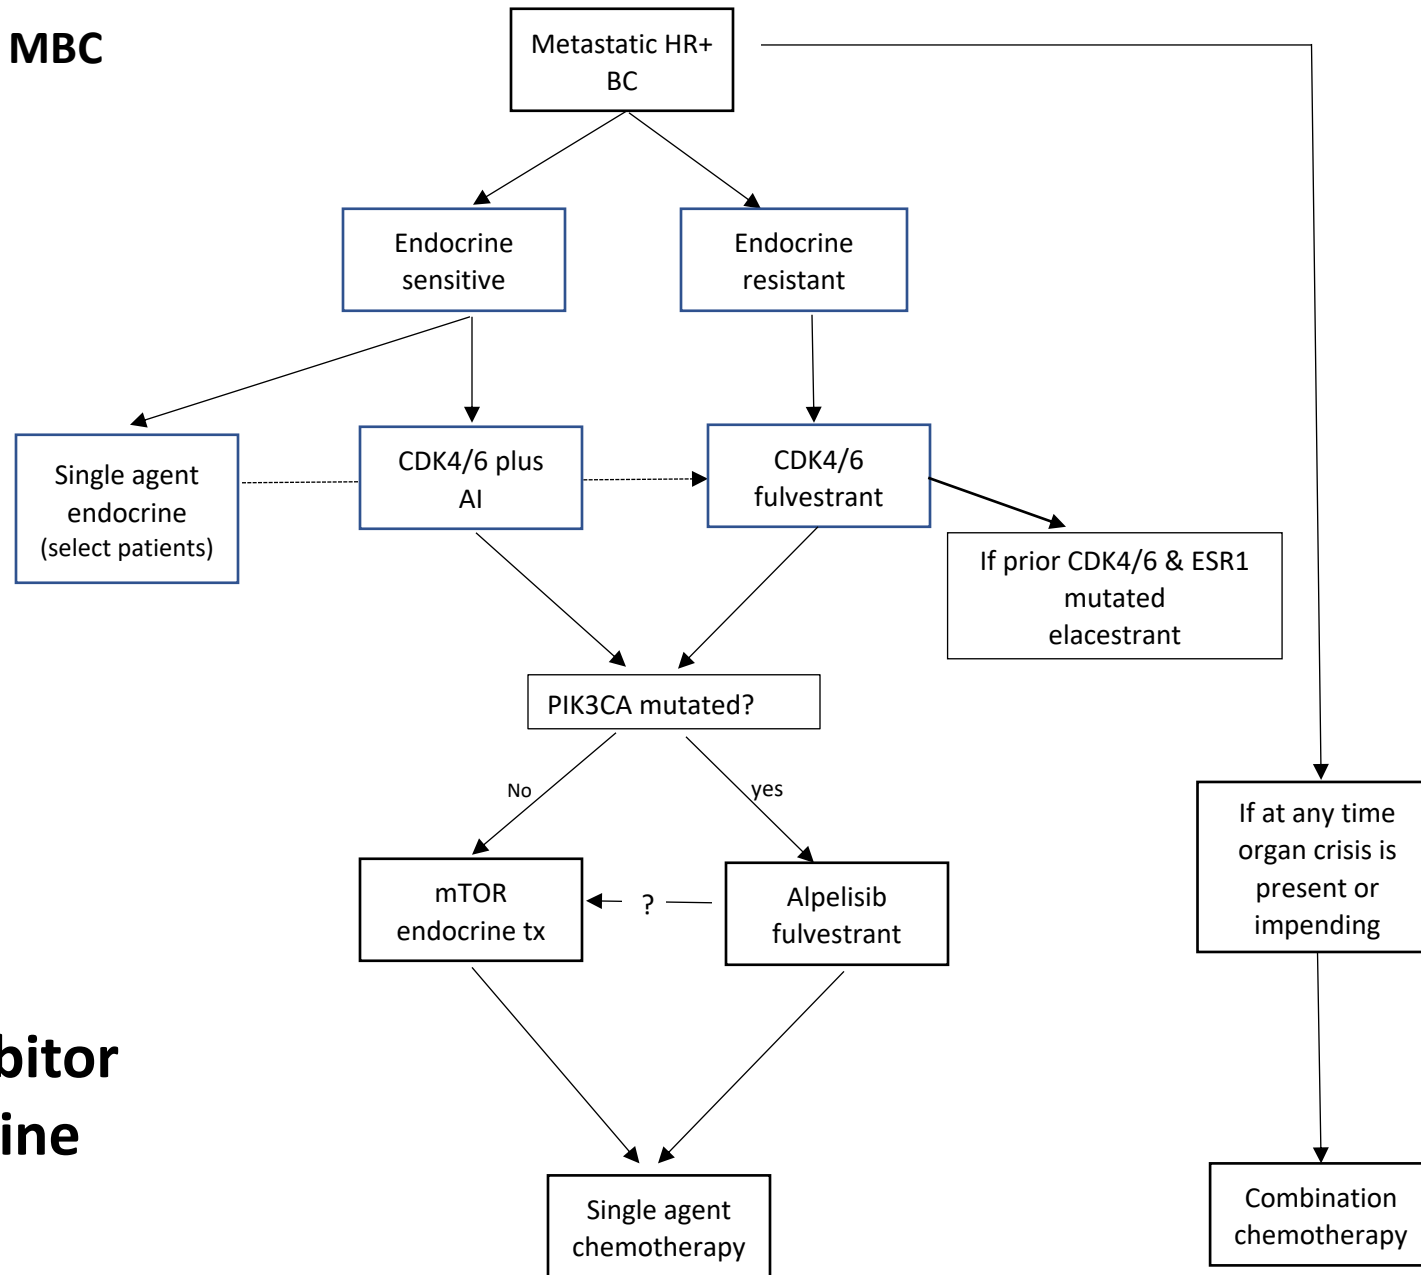 MBC
Metastatic HR+
BC
Endocrine
sensitive
Endocrine
resistant
Single agent
endocrine
(select patients)
CDK4/6 plus
AI
CDK4/6
fulvestrant
If prior CDK4/6 & ESR1
mutated
elacestrant
PIK3CA mutated?
No
yes
mTOR
endocrine tx
?
Alpelisib
fulvestrant
If at any time
organ crisis is
present or
impending
bitor
ine
Single agent
chemotherapy
Combination
chemotherapy